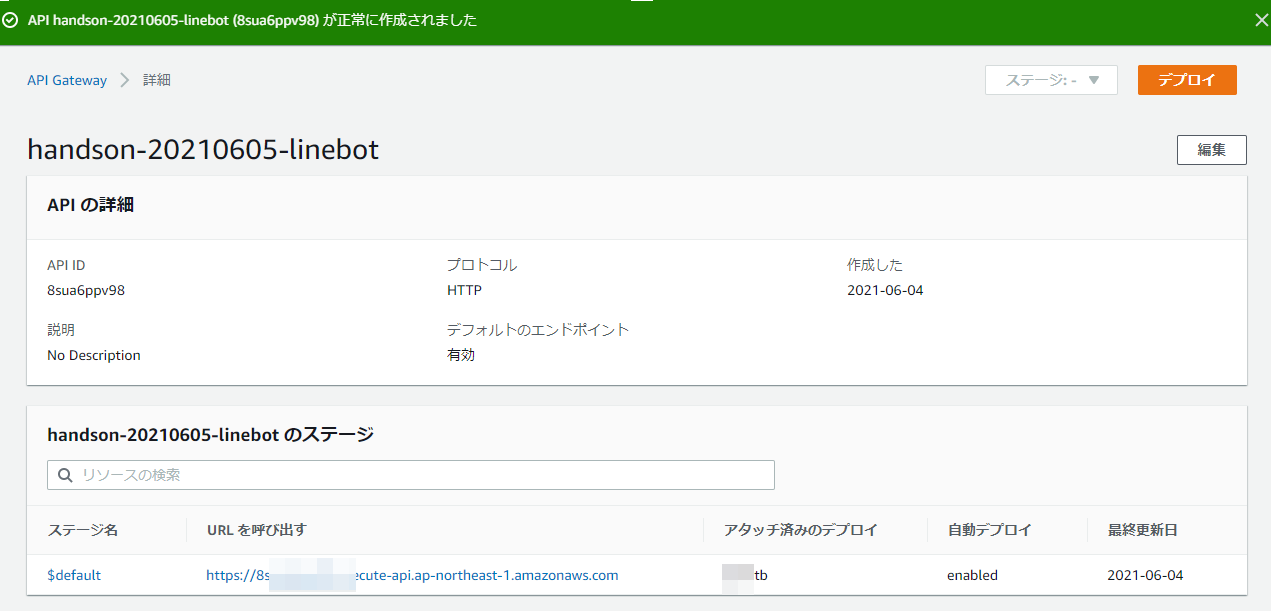 API handson-20210605-linebot (8sua6ppv98) が正常に作成されました
API Gateway 詳細
ステージ: - デプロイ
handson-20210605-linebot
編集
API の詳細
API ID プロトコル 作成した
8sua6ppv98 HTTP 2021-06-04
説明 デフォルトのエンドポイント
No Description 有効
handson-20210605-linebot のステージ
リソースの検索
ステージ名 URL を呼び出す アタッチ済みのデプロイ 自動デプロイ 最終更新日
$default https://8s ecute-api.ap-northeast-1.amazonaws.com tb enabled 2021-06-04